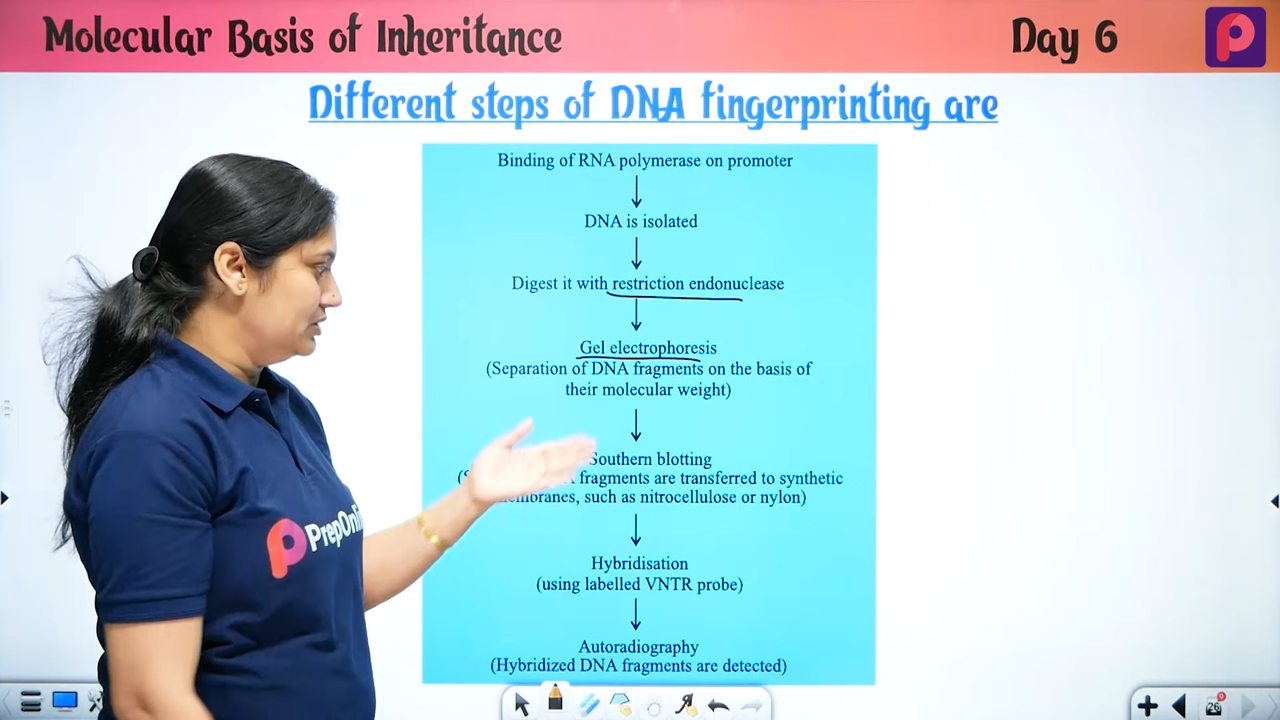 Molecular Basis of Inheritance
Day 6
Different steps of DNA fingerprinting are
Binding of RNA polymerase on promoter
DNA is isolated
Digest it with restriction endonuclease
Gel electrophoresis
(Separation of DNA fragments on the basis of
their molecular weight)
Southern blotting
fragments are transferred to synthetic
such as nitrocellulose or nylon)
Hybridisation
(using labelled VNTR probe)
Autoradiography
(Hybridized DNA fragments are detected)
26